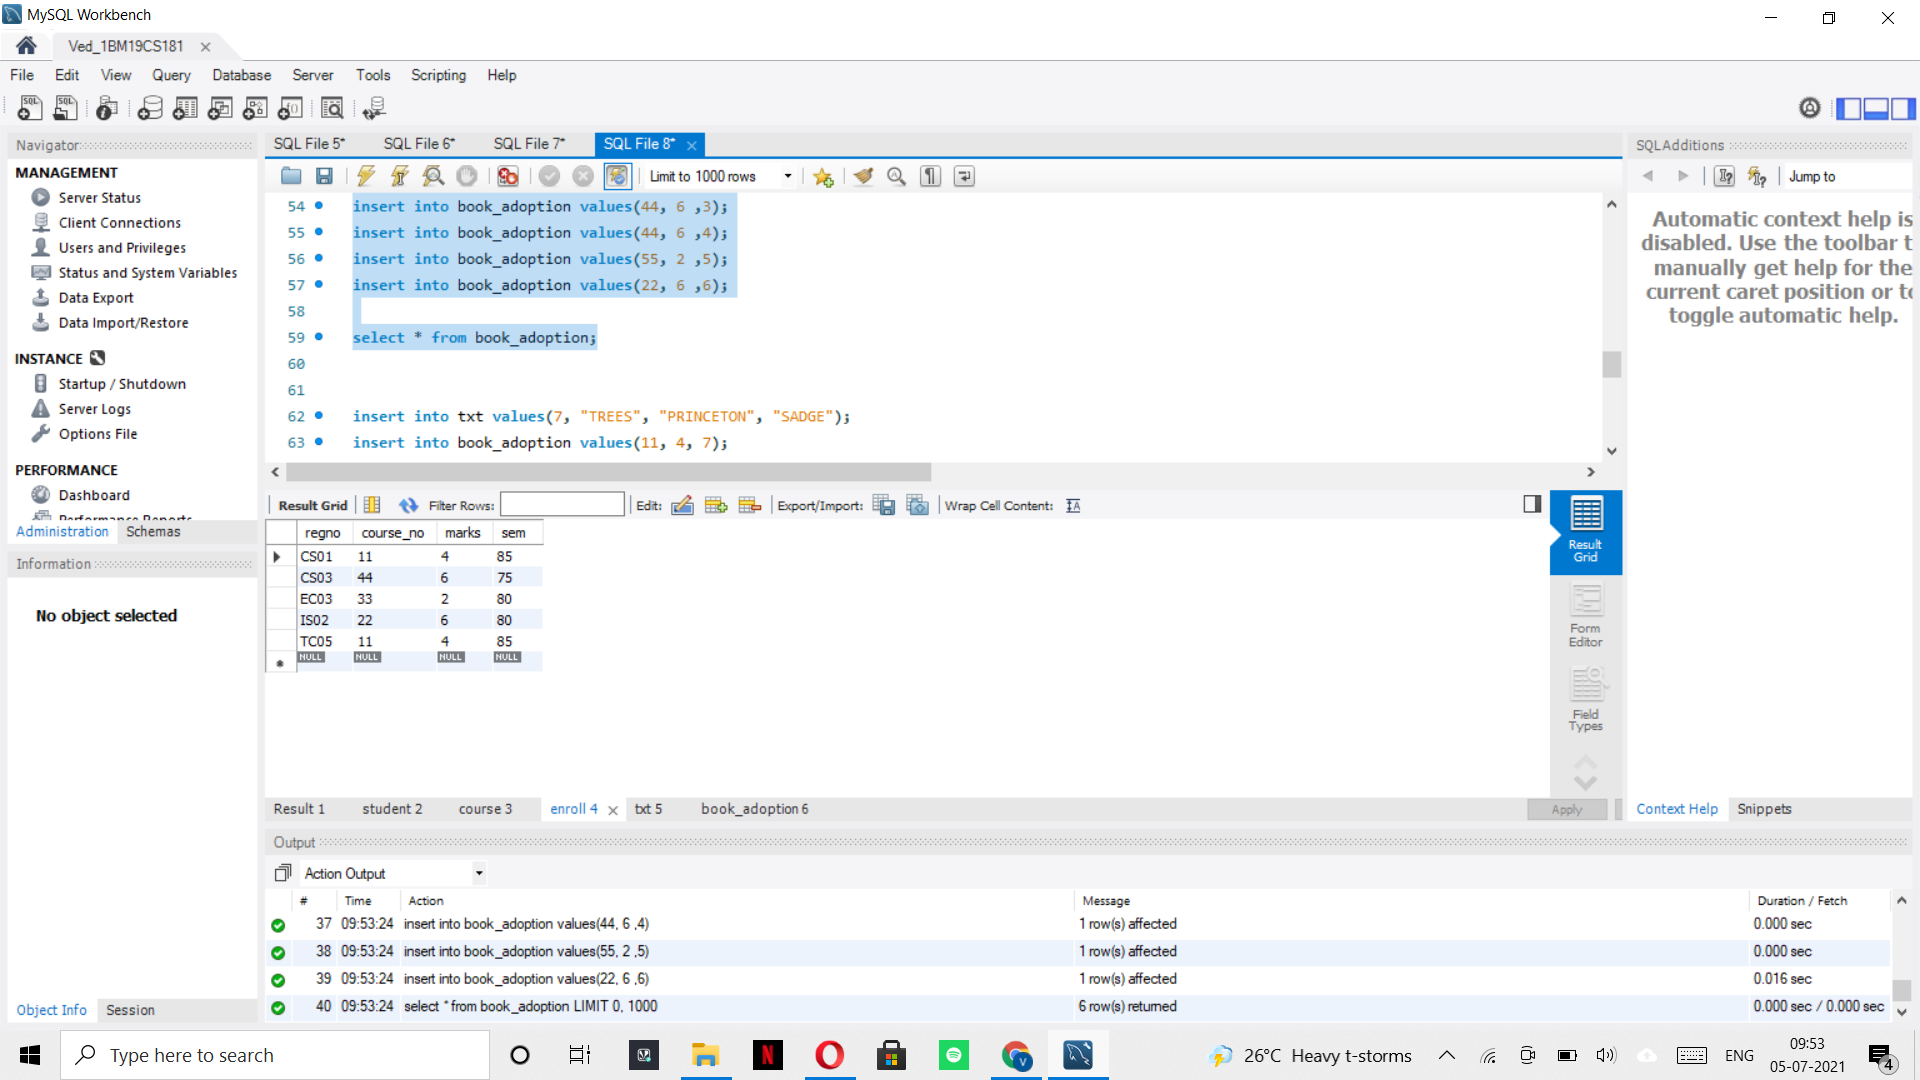 MySQL Workbench
Ved_1BM19CS181
File Edit View Query Database Server Tools Scripting Help
Navigator
MANAGEMENT
Server Status
Client Connections
Users and Privileges
Status and System Variables
Data Export
Data Import/Restore
INSTANCE
Startup / Shutdown
Server Logs
Options File
PERFORMANCE
Dashboard
Performance Reports
Administration Schemas
Information
No object selected
Object Info Session
SQL File 5* SQL File 6* SQL File 7* SQL File 8*
Limit to 1000 rows
54 insert into book_adoption values(44, 6 ,3);
55 insert into book_adoption values(44, 6 ,4);
56 insert into book_adoption values(55, 2 ,5);
57 insert into book_adoption values(22, 6 ,6);
58
59 select * from book_adoption;
60
61
62 insert into txt values(7, "TREES", "PRINCETON", "SADGE");
63 insert into book_adoption values(11, 4, 7);
Result Grid Filter Rows: Edit: Export/Import: Wrap Cell Content:
regno course_no marks sem
CS01 11 4 85
CS03 44 6 75
EC03 33 2 80
IS02 22 6 80
TC05 11 4 85
NULL NULL NULL NULL
Result
Grid
Form
Editor
Field
Types
Result 1 student 2 course 3 enroll 4 txt 5 book_adoption 6
Apply
SQLAdditions
Jump to
Automatic context help is
disabled. Use the toolbar t
manually get help for the
current caret position or to
toggle automatic help.
Context Help Snippets
Output
Action Output
# Time Action Message Duration / Fetch
37 09:53:24 insert into book_adoption values(44, 6 ,4) 1 row(s) affected 0.000 sec
38 09:53:24 insert into book_adoption values(55, 2 ,5) 1 row(s) affected 0.000 sec
39 09:53:24 insert into book_adoption values(22, 6 ,6) 1 row(s) affected 0.016 sec
40 09:53:24 select * from book_adoption LIMIT 0, 1000 6 row(s) returned 0.000 sec / 0.000 sec
Type here to search
26°C Heavy t-storms
ENG
09:53
05-07-2021
4